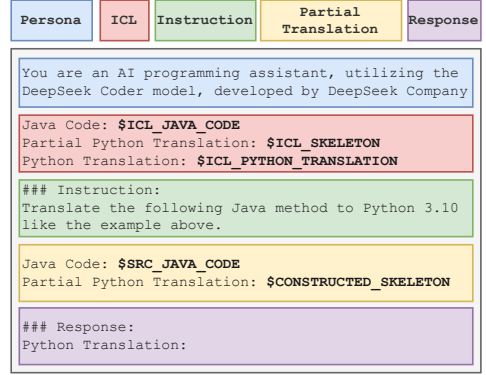 Persona
ICL
Instruction
Partial
Translation
Response
You are an AI programming assistant, utilizing the
DeepSeek Coder model, developed by DeepSeek Company
Java Code: $ICL_JAVA_CODE
Partial Python Translation: $ICL_SKELETON
Python Translation: $ICL_PYTHON_TRANSLATION
### Instruction:
Translate the following Java method to Python 3.10
like the example above.
Java Code: $SRC_JAVA_CODE
Partial Python Translation: $CONSTRUCTED_SKELETON
### Response:
Python Translation: